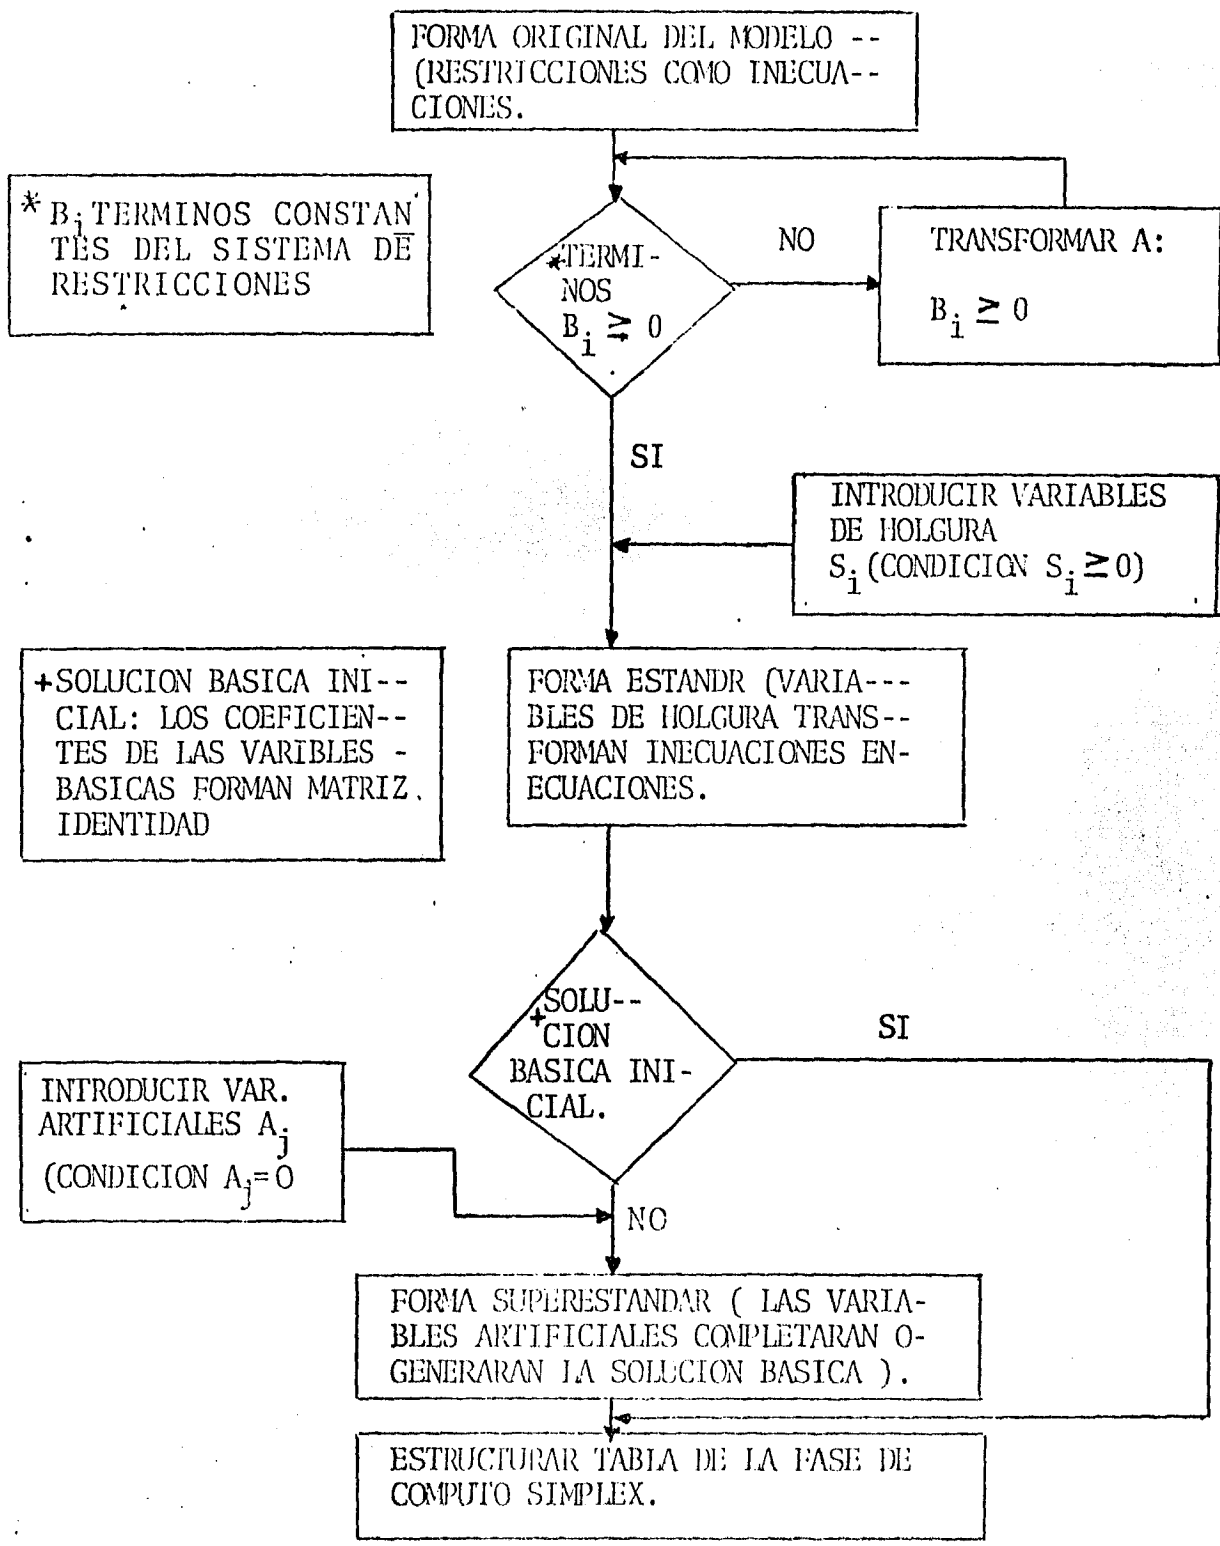 FORMA ORIGINAL DEL MODELO --
(RESTRICCIONES COMO INECUA--
CIONES.
* Bi TERMINOS CONSTAN
TES DEL SISTEMA DE
RESTRICCIONES
*TERMI-
NOS
Bi ≧ 0
NO
TRANSFORMAR A:
Bi ≥ 0
SI
INTRODUCIR VARIABLES
DE HOLGURA
Si (CONDICION Si ≥ 0)
+SOLUCION BASICA INI--
CIAL: LOS COEFICIEN--
TES DE LAS VARIBLES -
BASICAS FORMAN MATRIZ.
IDENTIDAD
FORMA ESTANDR (VARIA---
BLES DE HOLGURA TRANS--
FORMAN INECUACIONES EN-
ECUACIONES.
+SOLU--
CION
BASICA INI-
CIAL.
SI
INTRODUCIR VAR.
ARTIFICIALES Aj
(CONDICION Aj=0
NO
FORMA SUPERESTANDAR ( LAS VARIA-
BLES ARTIFICIALES COMPLETARAN O-
GENERARAN LA SOLUCION BASICA ).
ESTRUCTURAR TABLA DE LA FASE DE
COMPUTO SIMPLEX.